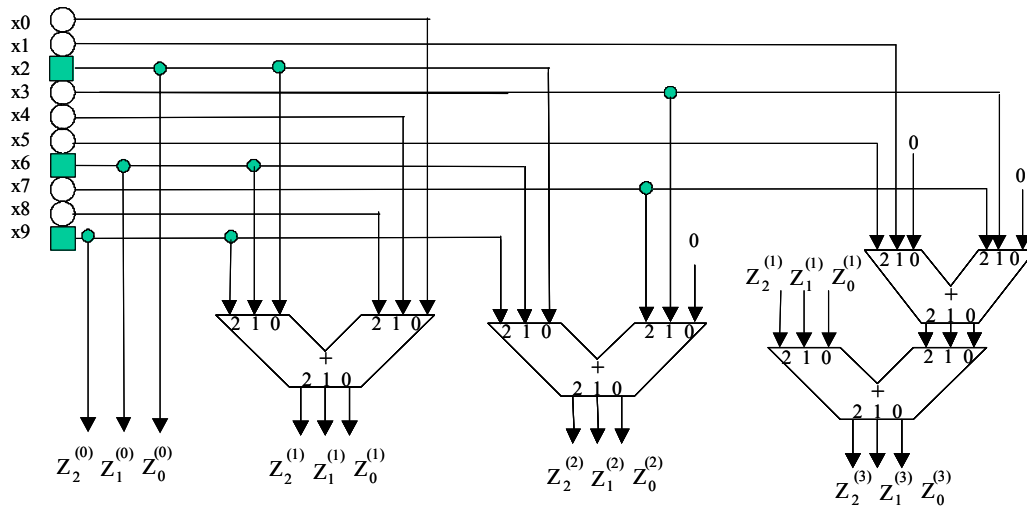 x0
x1
x2
x3
x4
x5
x6
x7
x8
x9
0
0
0
2 1 0
2 1 0
+
2 1 0
Z₂⁽¹⁾ Z₁⁽¹⁾ Z₀⁽¹⁾
2 1 0
2 1 0
+
2 1 0
2 1 0
2 1 0
+
2 1 0
2 1 0
2 1 0
+
2 1 0
Z₂⁽⁰⁾ Z₁⁽⁰⁾ Z₀⁽⁰⁾
Z₂⁽¹⁾ Z₁⁽¹⁾ Z₀⁽¹⁾
Z₂⁽²⁾ Z₁⁽²⁾ Z₀⁽²⁾
Z₂⁽³⁾ Z₁⁽³⁾ Z₀⁽³⁾